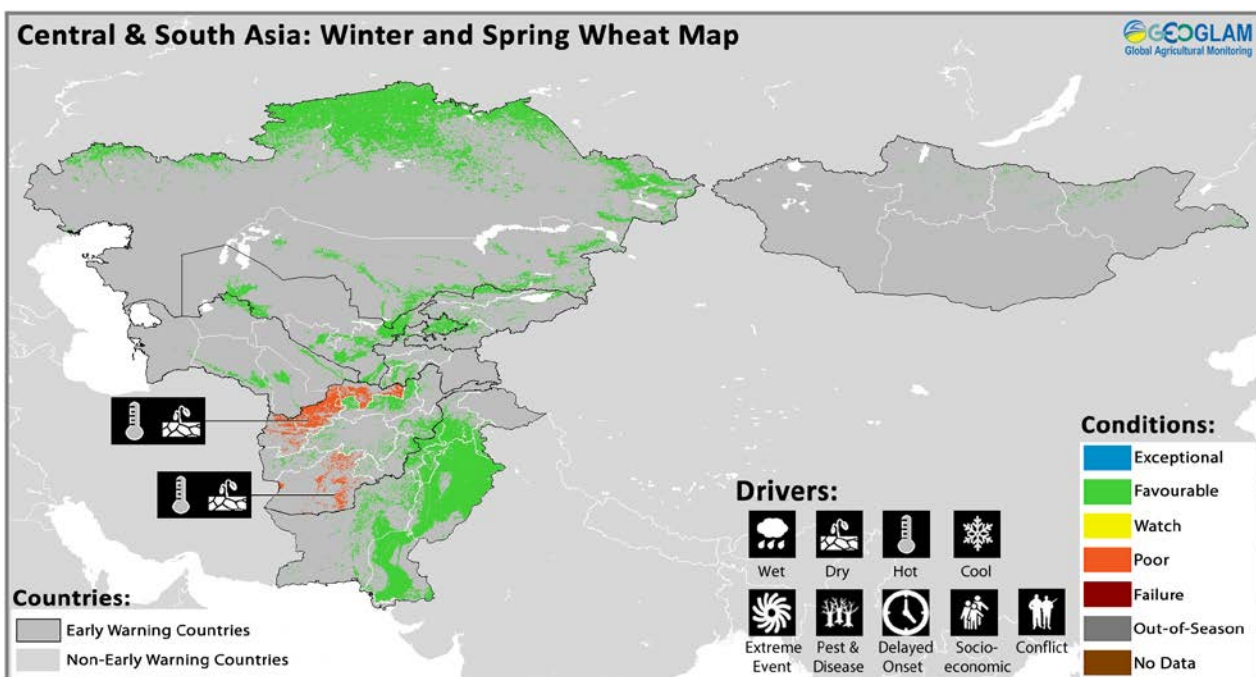 Central & South Asia: Winter and Spring Wheat Map
GEOGLAM
Global Agricultural Monitoring
Conditions:
Exceptional
Favourable
Watch
Poor
Failure
Out-of-Season
No Data
Drivers:
Wet
Dry
Hot
Cool
Extreme Event
Pest & Disease
Delayed Onset
Socio-economic
Conflict
Countries:
Early Warning Countries
Non-Early Warning Countries